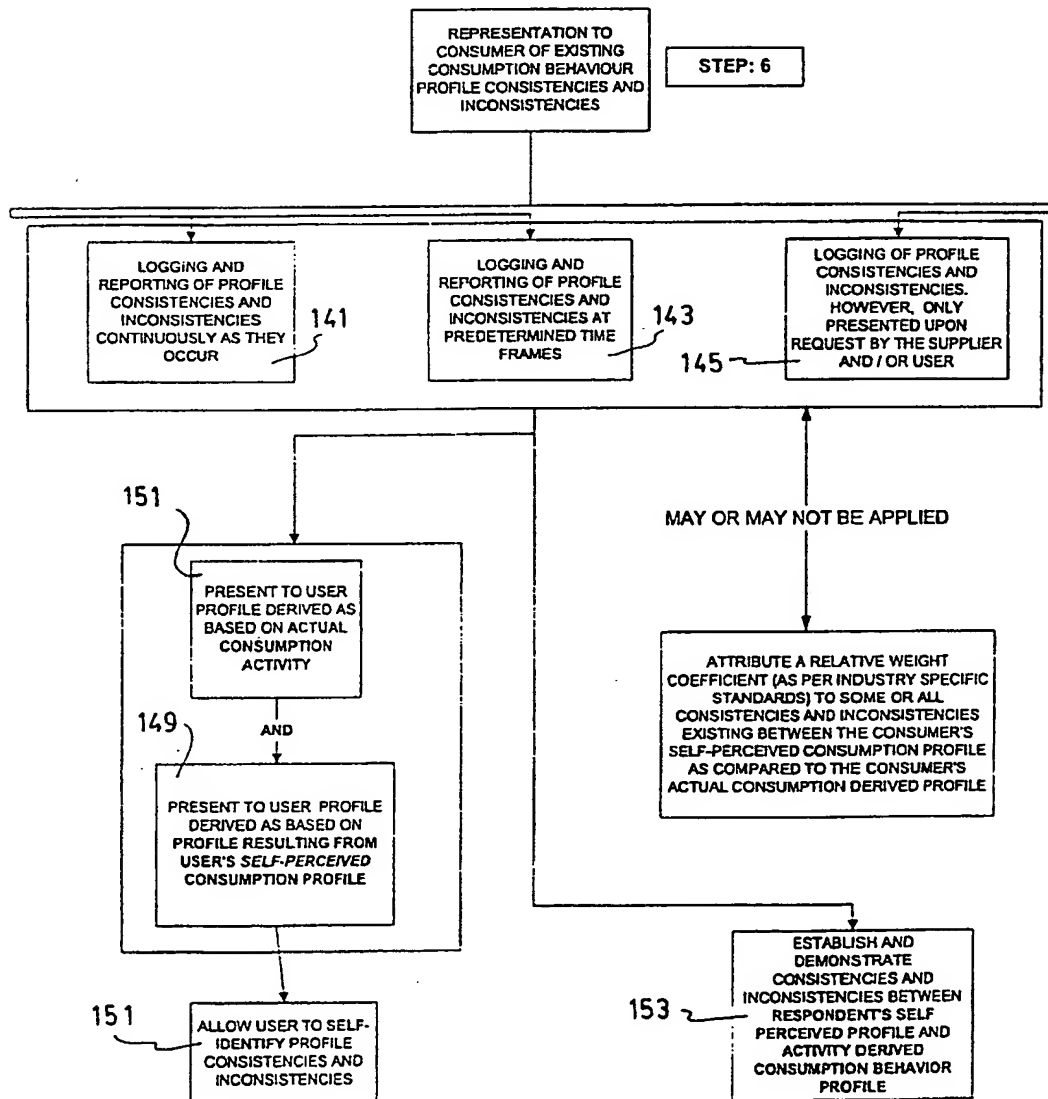 REPRESENTATION TO
CONSUMER OF EXISTING
CONSUMPTION BEHAVIOUR
PROFILE CONSISTENCIES AND
INCONSISTENCIES
STEP: 6
LOGGING AND
REPORTING OF PROFILE
CONSISTENCIES AND
INCONSISTENCIES
CONTINUOUSLY AS THEY
OCCUR
141
LOGGING AND
REPORTING OF PROFILE
CONSISTENCIES AND
INCONSISTENCIES AT
PREDETERMINED TIME
FRAMES
143
LOGGING OF PROFILE
CONSISTENCIES AND
INCONSISTENCIES.
HOWEVER, ONLY
PRESENTED UPON
REQUEST BY THE SUPPLIER
AND / OR USER
145
151
PRESENT TO USER
PROFILE DERIVED AS
BASED ON ACTUAL
CONSUMPTION
ACTIVITY
AND
149
PRESENT TO USER PROFILE
DERIVED AS BASED ON
PROFILE RESULTING FROM
USER'S SELF-PERCEIVED
CONSUMPTION PROFILE
MAY OR MAY NOT BE APPLIED
ATTRIBUTE A RELATIVE WEIGHT
COEFFICIENT (AS PER INDUSTRY SPECIFIC
STANDARDS) TO SOME OR ALL
CONSISTENCIES AND INCONSISTENCIES
EXISTING BETWEEN THE CONSUMER'S
SELF-PERCEIVED CONSUMPTION PROFILE
AS COMPARED TO THE CONSUMER'S
ACTUAL CONSUMPTION DERIVED PROFILE
151
ALLOW USER TO SELF-
IDENTIFY PROFILE
CONSISTENCIES AND
INCONSISTENCIES
153
ESTABLISH AND
DEMONSTRATE
CONSISTENCIES AND
INCONSISTENCIES BETWEEN
RESPONDENT'S SELF
PERCEIVED PROFILE AND
ACTIVITY DERIVED
CONSUMPTION BEHAVIOR
PROFILE